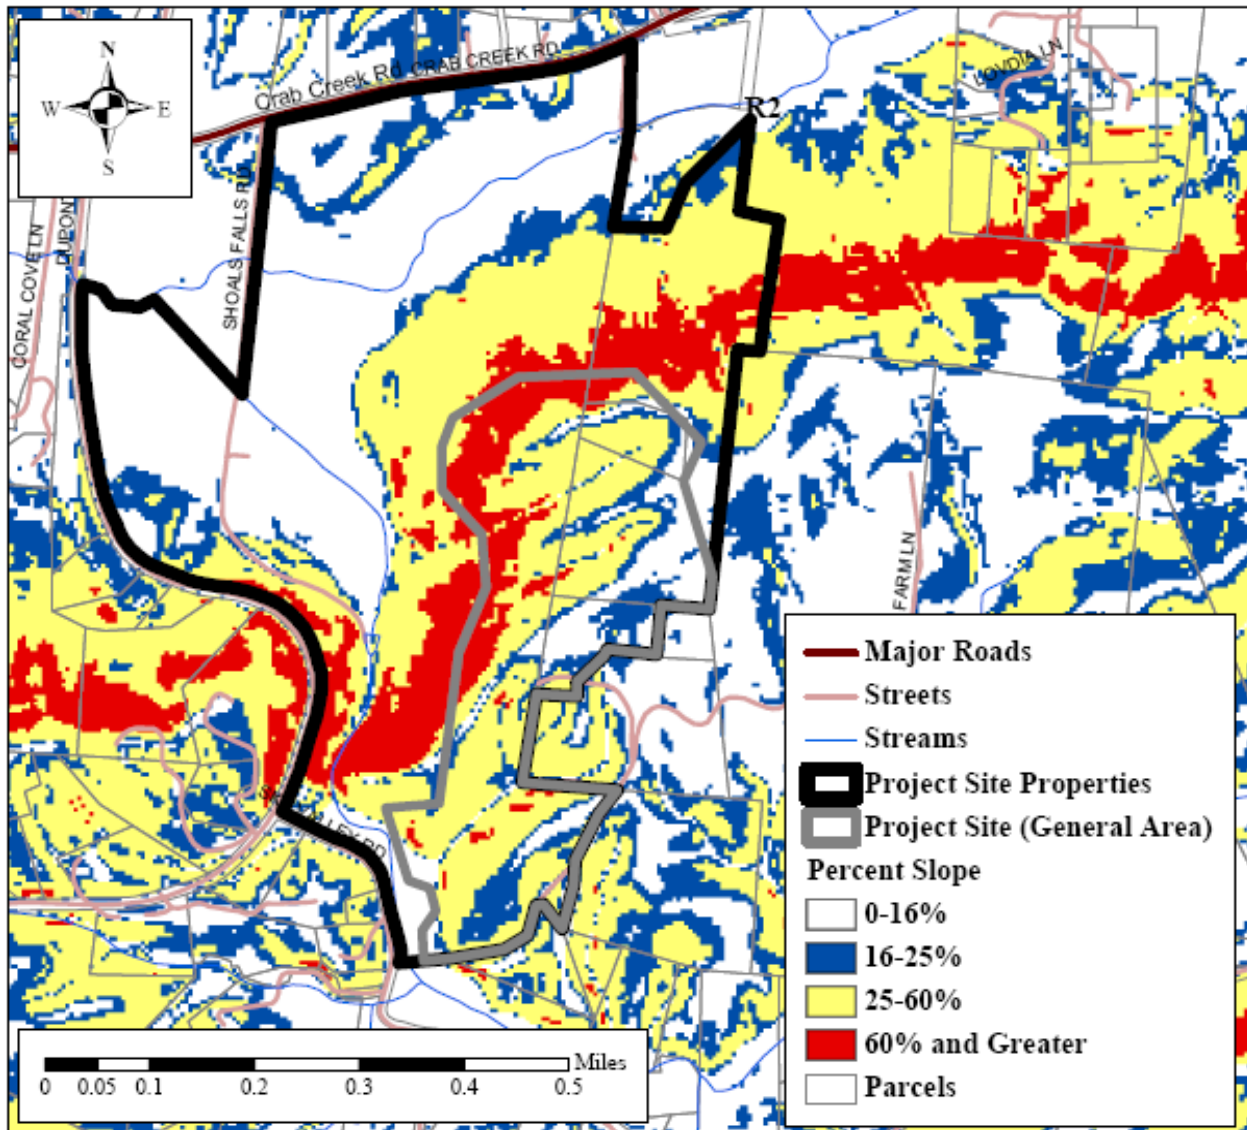 N
W E
S
Crab Creek Rd
CRAB CREEK RD
LOVDIA LN
R2
CORAL COVE LN
DUPONT
SHOALS FALLS RD
FARM LN
Major Roads
Streets
Streams
Project Site Properties
Project Site (General Area)
Percent Slope
0-16%
16-25%
25-60%
60% and Greater
Parcels
Miles
0 0.05 0.1 0.2 0.3 0.4 0.5